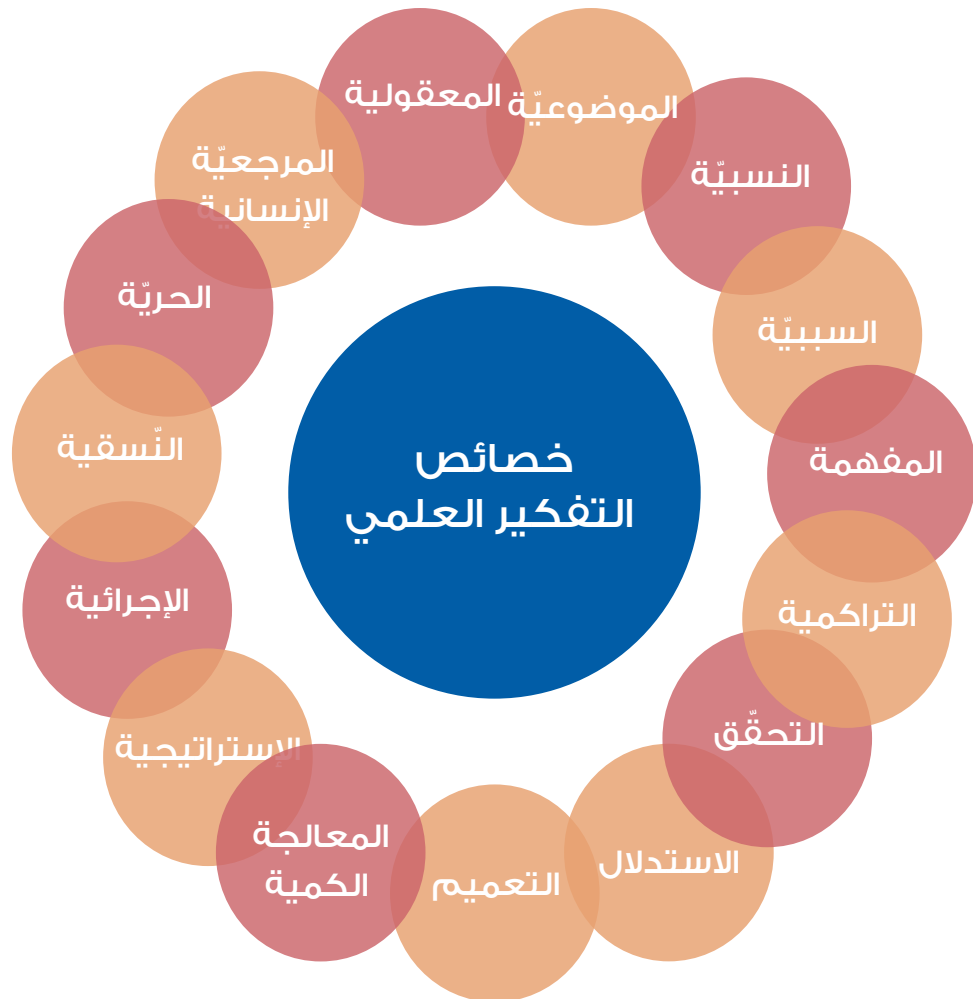 خصائص
التفكير العلمي
الموضوعيّة
النسبيّة
السببيّة
المفهمة
التراكمية
التحقّق
الاستدلال
التعميم
المعالجة
الكمية
الإستراتيجية
الإجرائية
النّسقية
الحريّة
المرجعيّة
الإنسانية
المعقولية